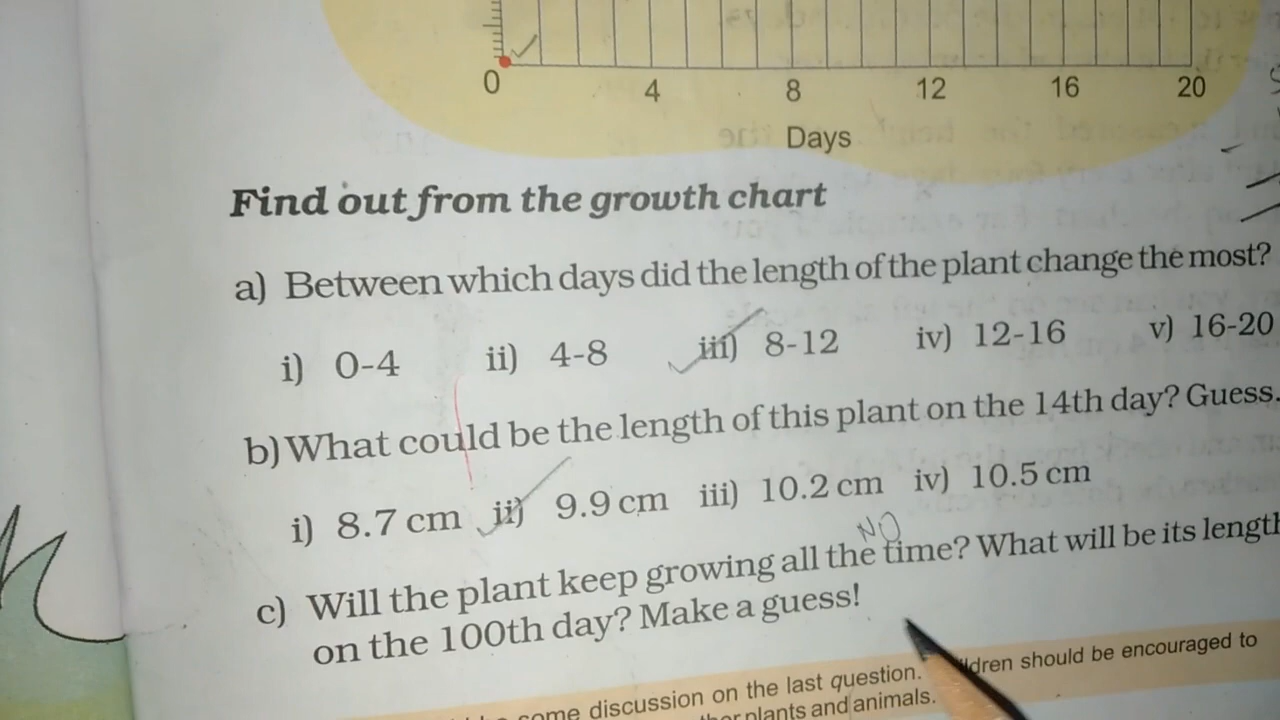 0 4 8 12 16 20
Days
Find out from the growth chart
a) Between which days did the length of the plant change the most?
i) 0-4 ii) 4-8 iii) 8-12 iv) 12-16 v) 16-20
b) What could be the length of this plant on the 14th day? Guess.
i) 8.7 cm ii) 9.9 cm iii) 10.2 cm iv) 10.5 cm
NO
c) Will the plant keep growing all the time? What will be its length
on the 100th day? Make a guess!
some discussion on the last question. should be encouraged to
plants and animals.